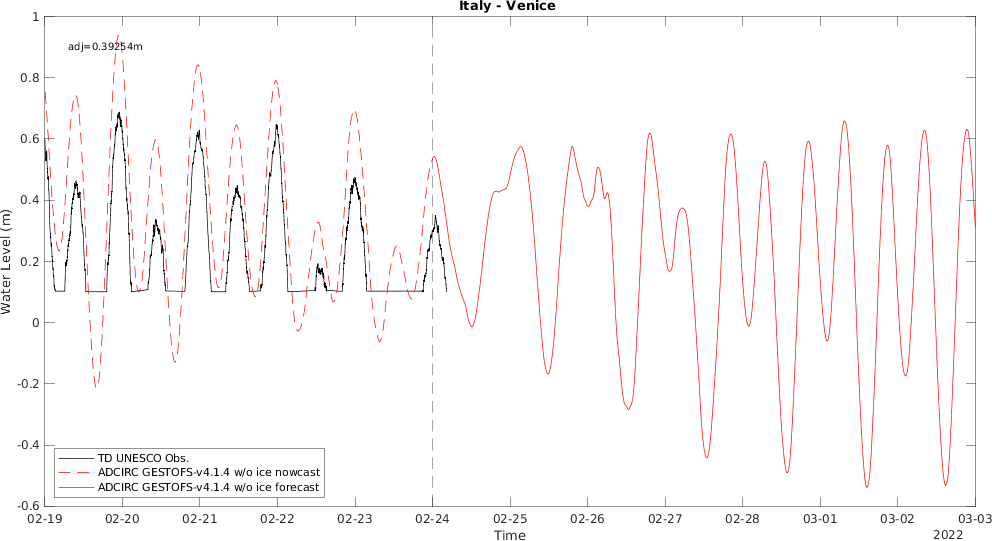 Italy - Venice
adj=0.39254m
Water Level (m)
1
0.8
0.6
0.4
0.2
0
-0.2
-0.4
-0.6
TD UNESCO Obs.
ADCIRC GESTOFS-v4.1.4 w/o ice nowcast
ADCIRC GESTOFS-v4.1.4 w/o ice forecast
02-19 02-20 02-21 02-22 02-23 02-24 02-25 02-26 02-27 02-28 03-01 03-02 03-03
Time
2022